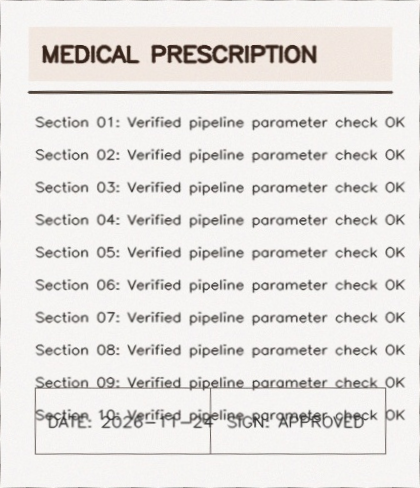 MEDICAL PRESCRIPTION
Section 01: Verified pipeline parameter check OK
Section 02: Verified pipeline parameter check OK
Section 03: Verified pipeline parameter check OK
Section 04: Verified pipeline parameter check OK
Section 05: Verified pipeline parameter check OK
Section 06: Verified pipeline parameter check OK
Section 07: Verified pipeline parameter check OK
Section 08: Verified pipeline parameter check OK
Section 09: Verified pipeline parameter check OK
Section 10: Verified pipeline parameter check OK
DATE: 2026-11-24 SIGN: APPROVED